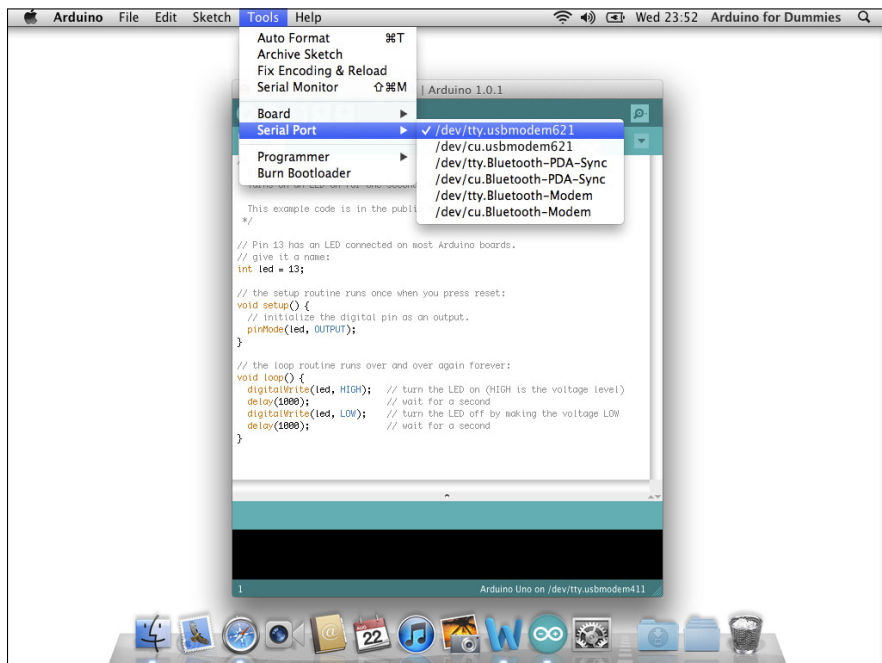 Arduino File Edit Sketch Tools Help Wed 23:52 Arduino for Dummies
Auto Format ⌘T
Archive Sketch
Fix Encoding & Reload
Serial Monitor ⇧⌘M
Board
Serial Port
Programmer
Burn Bootloader
| Arduino 1.0.1
✓ /dev/tty.usbmodem621
/dev/cu.usbmodem621
/dev/tty.Bluetooth-PDA-Sync
/dev/cu.Bluetooth-PDA-Sync
/dev/tty.Bluetooth-Modem
/dev/cu.Bluetooth-Modem
This example code is in the publi
*/
// Pin 13 has an LED connected on most Arduino boards.
// give it a name:
int led = 13;
// the setup routine runs once when you press reset:
void setup() {
// initialize the digital pin as an output.
pinMode(led, OUTPUT);
}
// the loop routine runs over and over again forever:
void loop() {
digitalWrite(led, HIGH); // turn the LED on (HIGH is the voltage level)
delay(1000); // wait for a second
digitalWrite(led, LOW); // turn the LED off by making the voltage LOW
delay(1000); // wait for a second
}
1 Arduino Uno on /dev/tty.usbmodem411
AUG
22